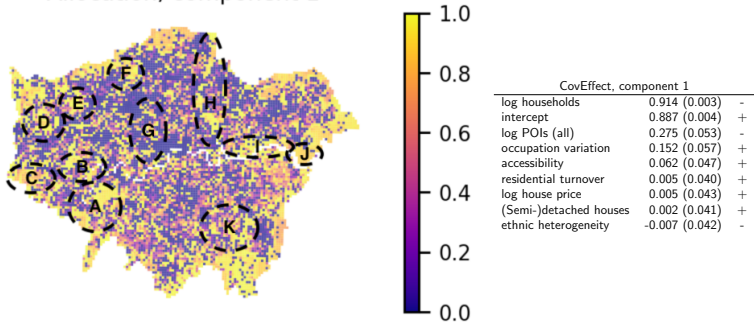 1.0
0.8
0.6
0.4
0.2
0.0
F
E
D
H
G
I
J
B
C
A
K
CovEffect, component 1
log households 0.914 (0.003) -
intercept 0.887 (0.004) +
log POIs (all) 0.275 (0.053) -
occupation variation 0.152 (0.057) +
accessibility 0.062 (0.047) +
residential turnover 0.005 (0.040) +
log house price 0.005 (0.043) +
(Semi-)detached houses 0.002 (0.041) +
ethnic heterogeneity -0.007 (0.042) -